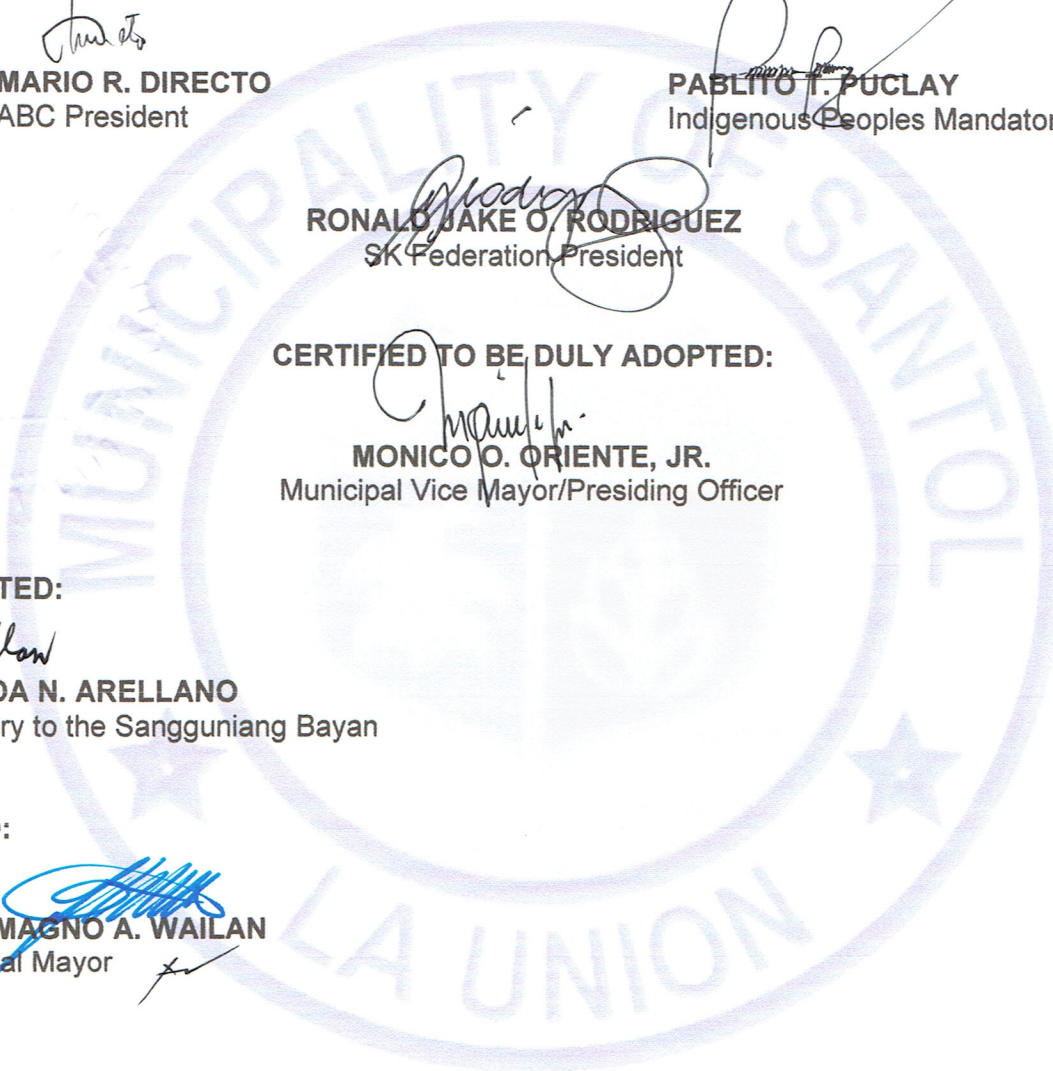 MARIO R. DIRECTO
ABC President
PABLITO T. PUCLAY
Indigenous Peoples Mandator
RONALD JAKE O. RODRIGUEZ
SK Federation President
CERTIFIED TO BE DULY ADOPTED:
MONICO O. ORIENTE, JR.
Municipal Vice Mayor/Presiding Officer
TED:
DA N. ARELLANO
ry to the Sangguniang Bayan
:
MAGNO A. WAILAN
al Mayor
MUNICIPALITY OF SANTOL
LA UNION